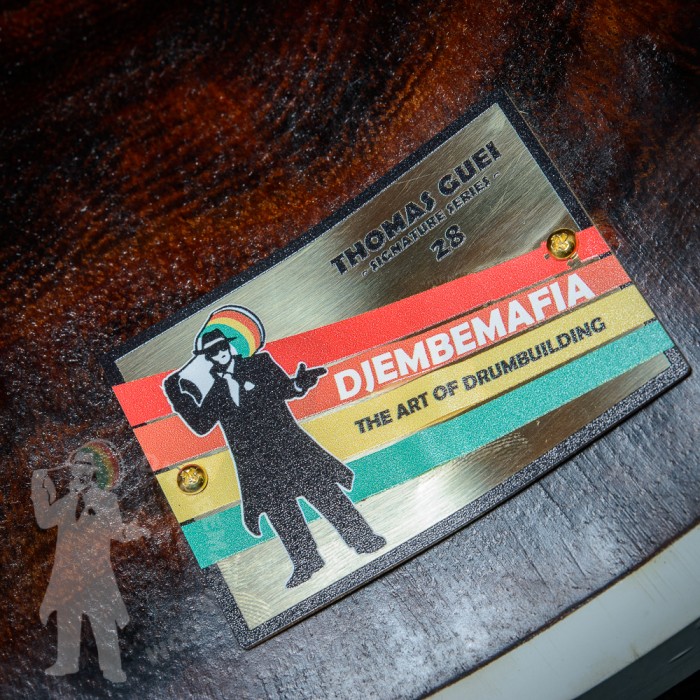 THOMAS GUEI
- SIGNATURE SERIES -
28
DJEMBEMAFIA
THE ART OF DRUMBUILDING